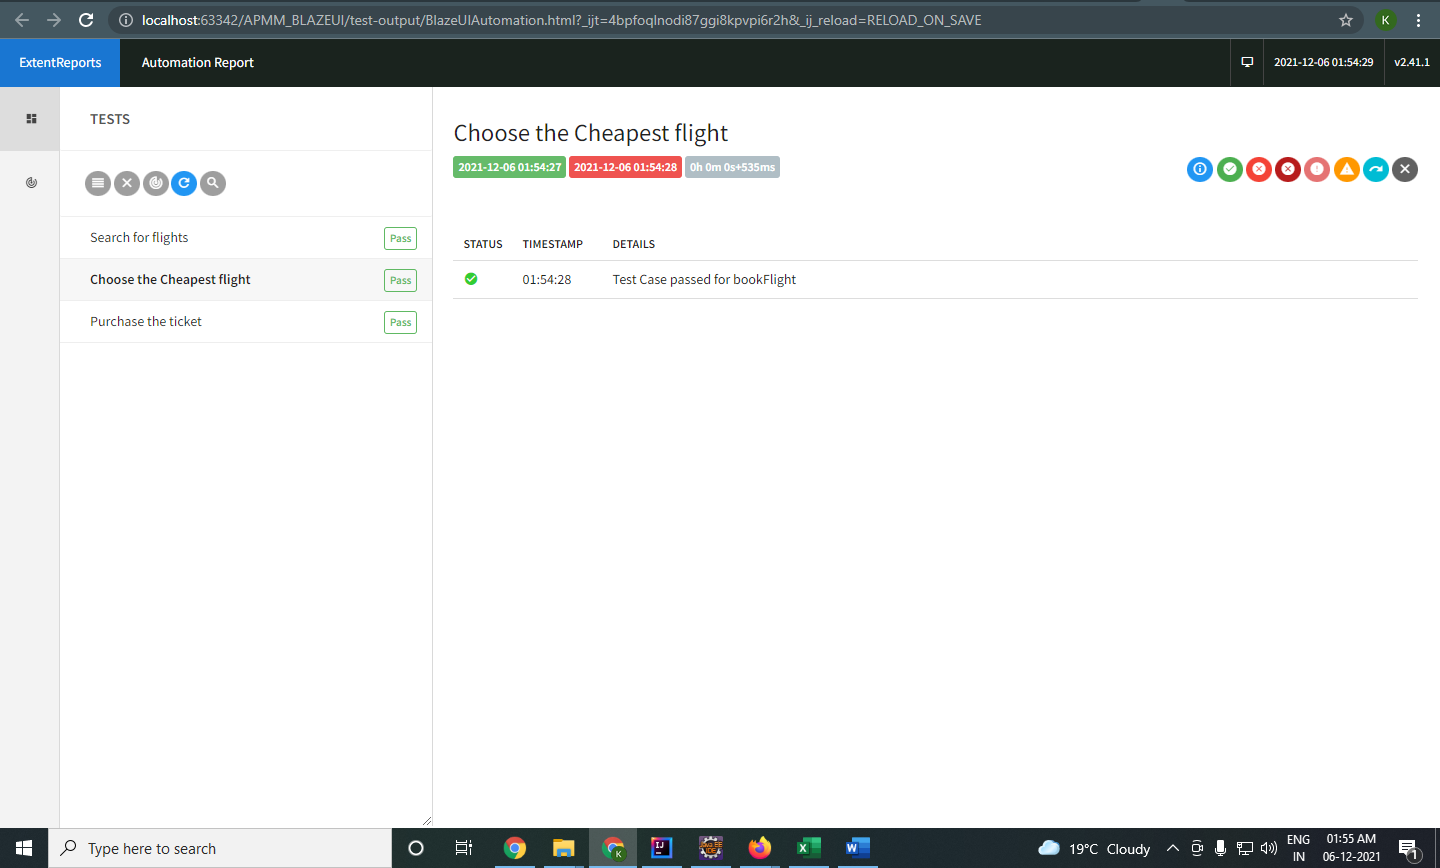 localhost:63342/APMM_BLAZEUI/test-output/BlazeUIAutomation.html?_ijt=4bpfoqlnodi87ggi8kpvpi6r2h&_ij_reload=RELOAD_ON_SAVE
K
ExtentReports
Automation Report
2021-12-06 01:54:29
v2.41.1
TESTS
Search for flights Pass
Choose the Cheapest flight Pass
Purchase the ticket Pass
Choose the Cheapest flight
2021-12-06 01:54:27 2021-12-06 01:54:28 0h 0m 0s+535ms
STATUS TIMESTAMP DETAILS
01:54:28 Test Case passed for bookFlight
Type here to search
K
IJ
IDE
X
W
19°C Cloudy
ENG
IN
01:55 AM
06-12-2021
1